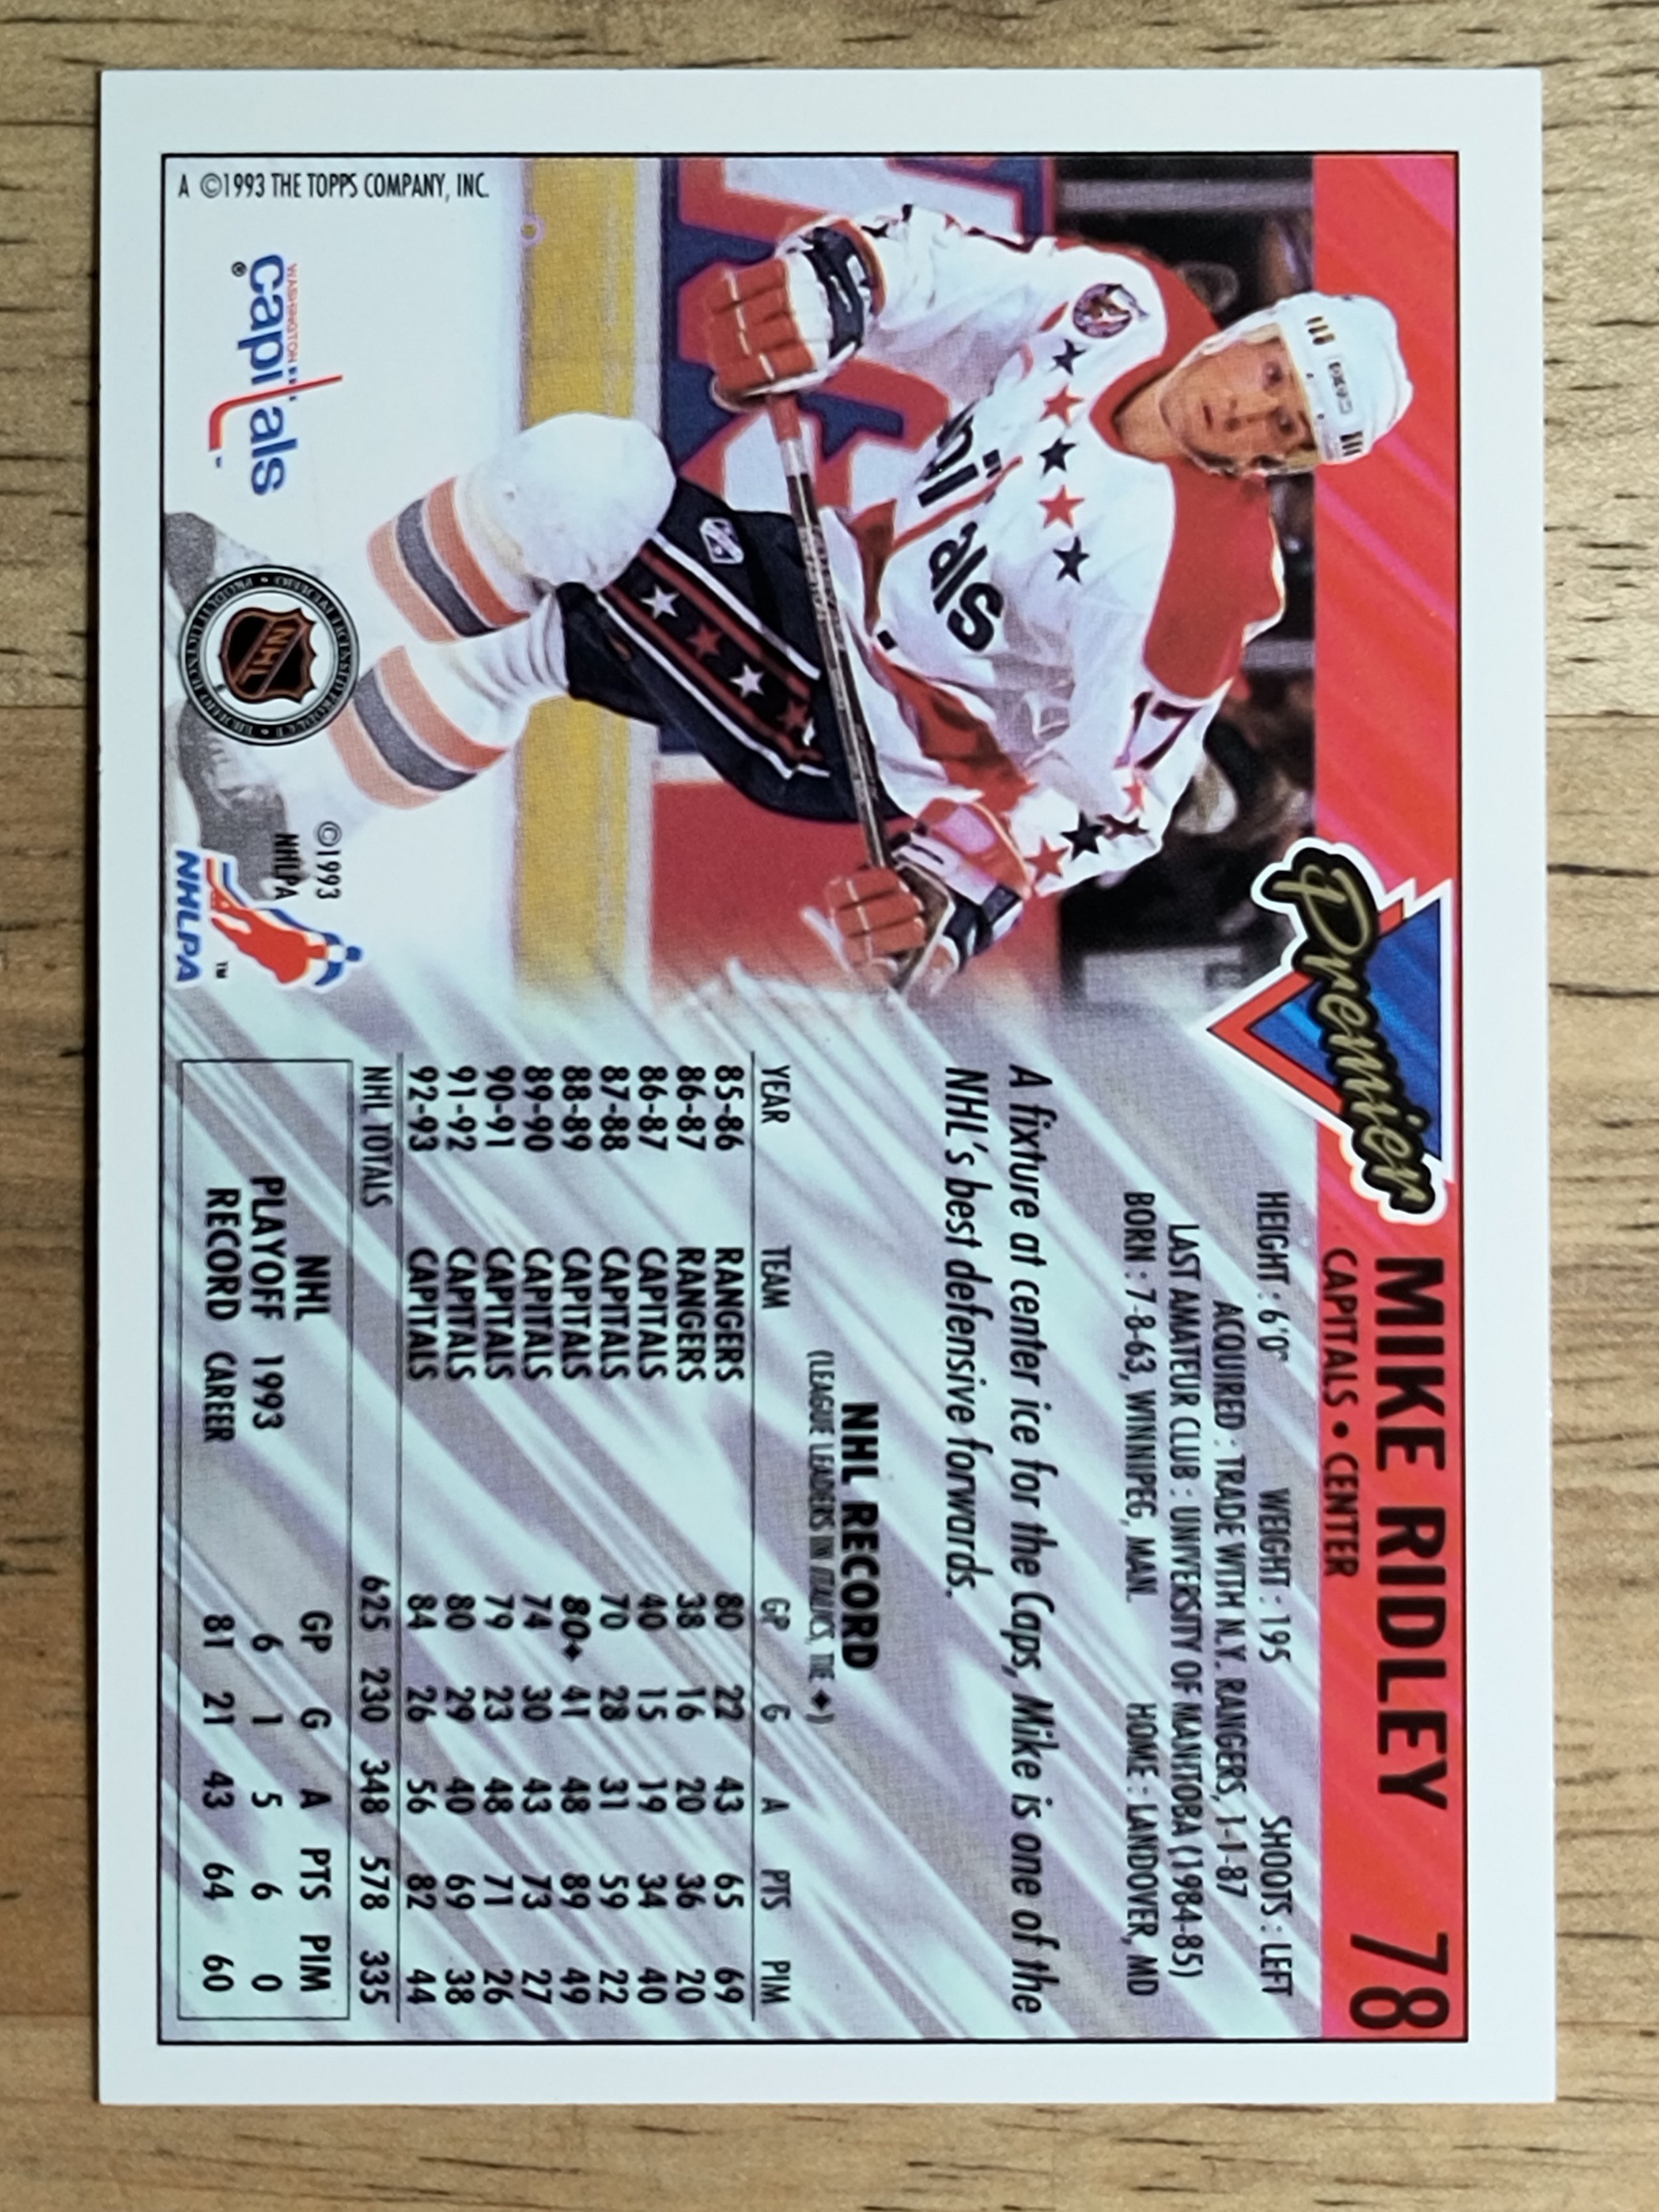 MIKE RIDLEY 78
CAPITALS • CENTER
Premier
HEIGHT : 6'0" WEIGHT : 195 SHOOTS : LEFT
ACQUIRED : TRADE WITH N.Y. RANGERS, 1-1-87
LAST AMATEUR CLUB : UNIVERSITY OF MANITOBA (1984-85)
BORN : 7-8-63, WINNIPEG, MAN. HOME : LANDOVER, MD
A fixture at center ice for the Caps, Mike is one of the
NHL's best defensive forwards.
NHL RECORD
(LEAGUE LEADERS IN ITALICS, TIE ♦)
YEAR TEAM GP G A PTS PIM
85-86 RANGERS 80 22 43 65 69
86-87 RANGERS 38 16 20 36 20
86-87 CAPITALS 40 15 19 34 40
87-88 CAPITALS 70 28 31 59 22
88-89 CAPITALS 80♦ 41 48 89 49
89-90 CAPITALS 74 30 43 73 27
90-91 CAPITALS 79 23 48 71 26
91-92 CAPITALS 80 29 40 69 38
92-93 CAPITALS 84 26 56 82 44
NHL TOTALS 625 230 348 578 335
NHL GP G A PTS PIM
PLAYOFF 1993 6 1 5 6 0
RECORD CAREER 81 21 43 64 60
17
WASHINGTON
capitals®
NHL
©1993
NHLPA
NHLPA™
A ©1993 THE TOPPS COMPANY, INC.